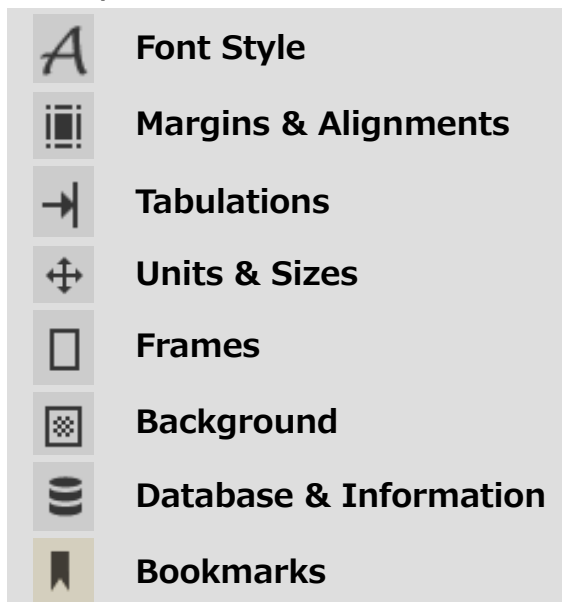 Font Style
Margins & Alignments
Tabulations
Units & Sizes
Frames
Background
Database & Information
Bookmarks